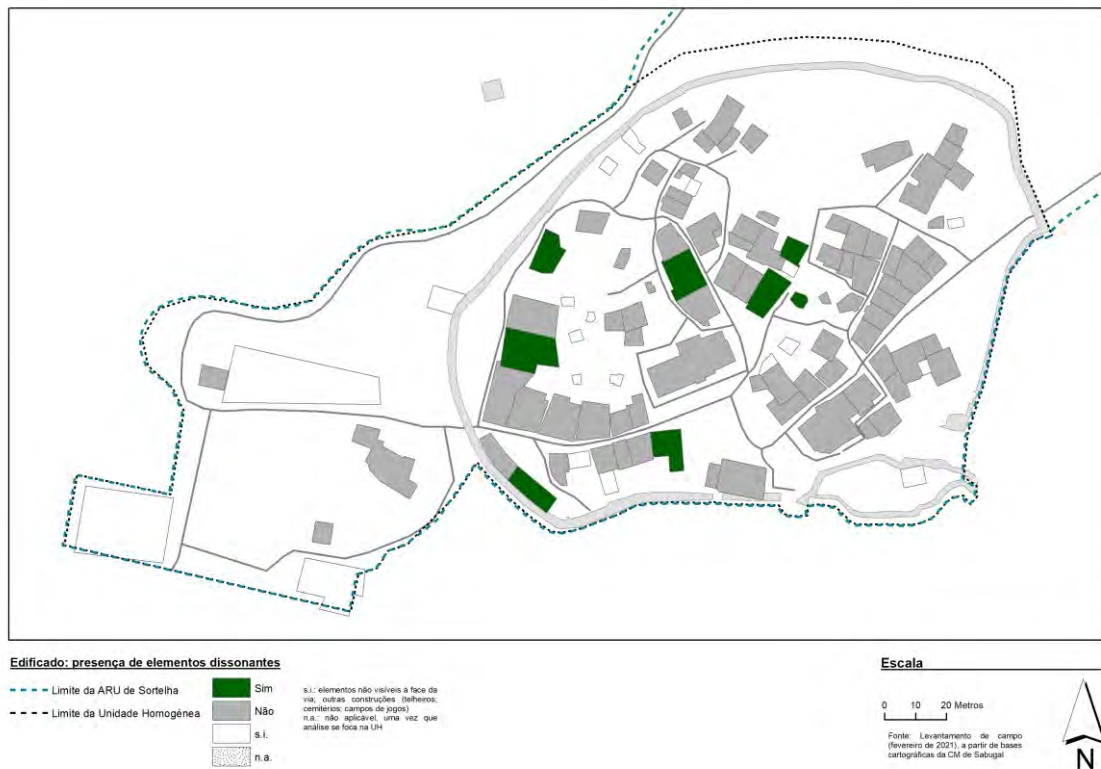 Edificado: presença de elementos dissonantes
Limite da ARU de Sortelha
Limite da Unidade Homogénea
Sim
Não
s.i.
n.a.
s.i.: elementos não visíveis à face da
via; outras construções (telheiros;
cemitérios; campos de jogos)
n.a.: não aplicável, uma vez que
análise se foca na UH
Escala
0 10 20 Metros
Fonte: Levantamento de campo
(fevereiro de 2021), a partir de bases
cartográficas da CM de Sabugal
N